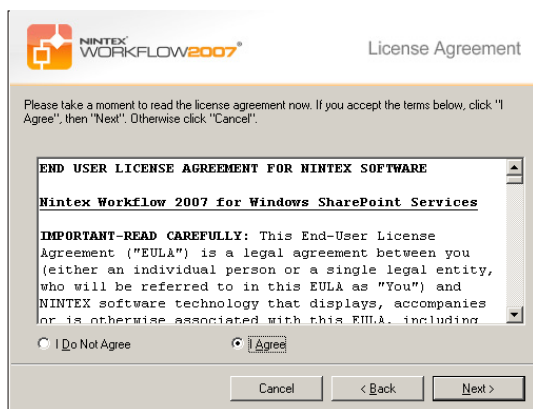 NINTEX
WORKFLOW2007
License Agreement
Please take a moment to read the license agreement now. If you accept the terms below, click "I
Agree", then "Next". Otherwise click "Cancel".
END USER LICENSE AGREEMENT FOR NINTEX SOFTWARE
Nintex Workflow 2007 for Windows SharePoint Services
IMPORTANT-READ CAREFULLY: This End-User License
Agreement ("EULA") is a legal agreement between you
(either an individual person or a single legal entity,
who will be referred to in this EULA as "You") and
NINTEX software technology that displays, accompanies
or is otherwise associated with this EULA, including
I Do Not Agree
I Agree
Cancel
< Back
Next >